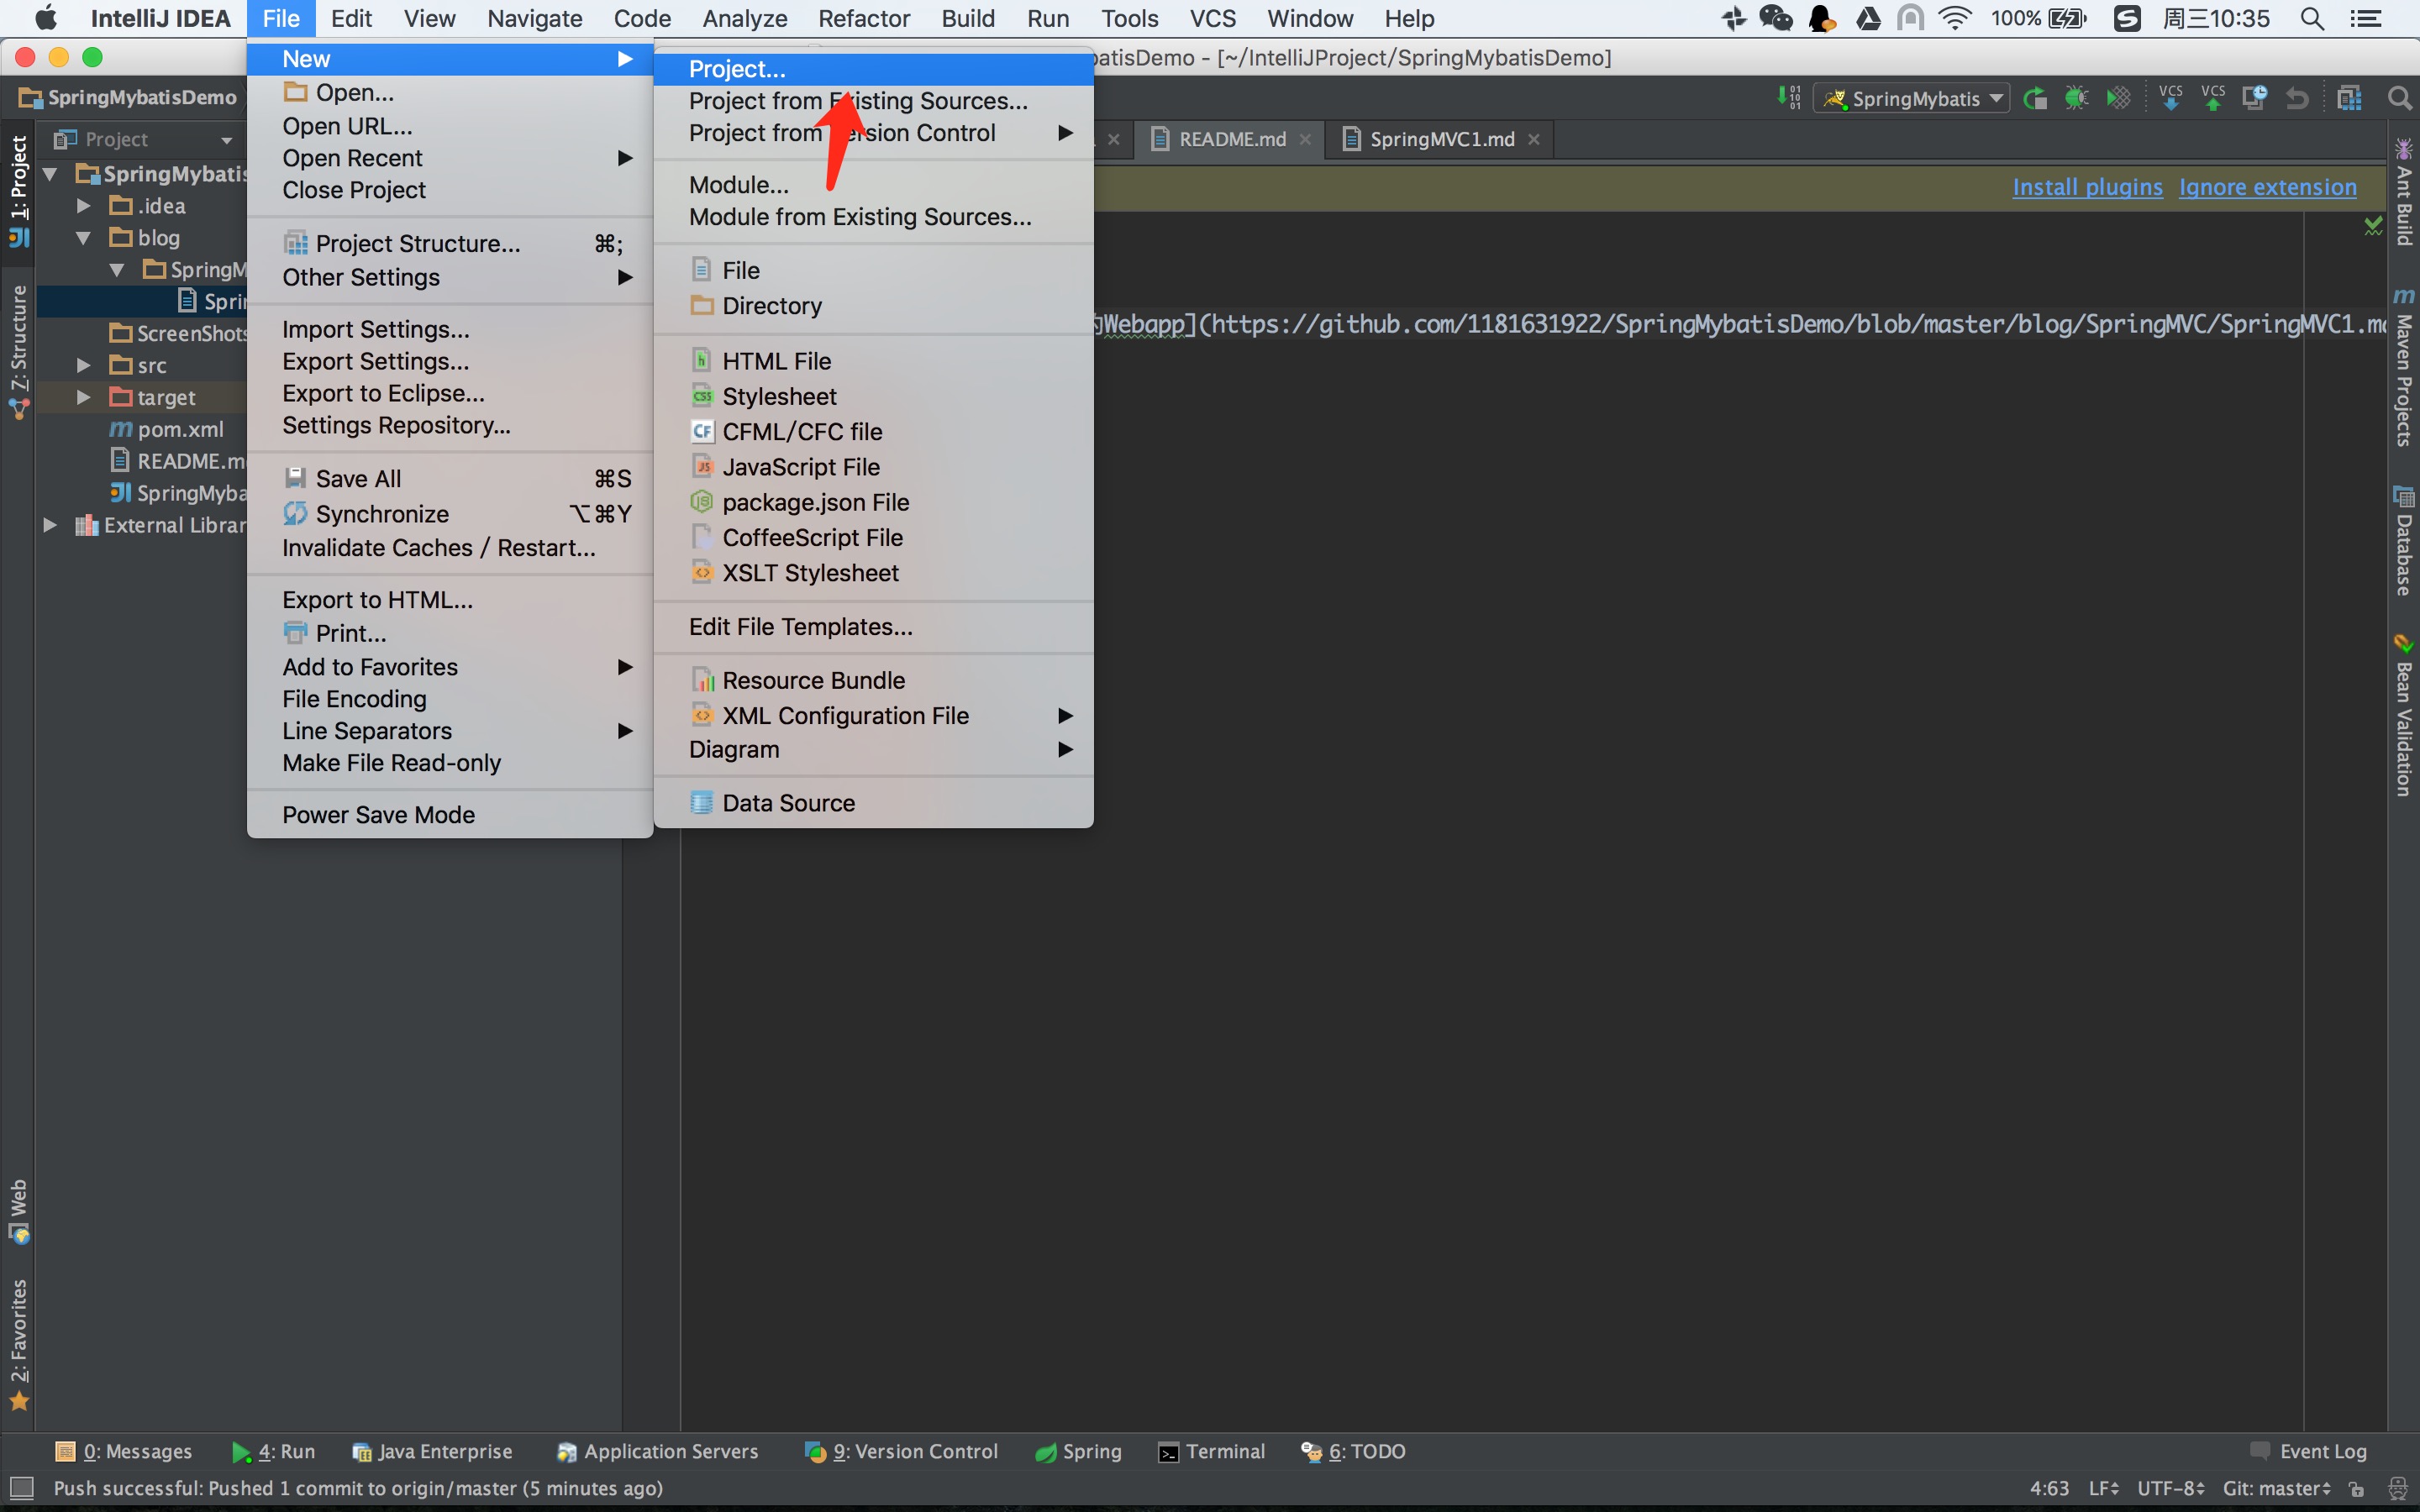 IntelliJ IDEA File Edit View Navigate Code Analyze Refactor Build Run Tools VCS Window Help 100% 周三10:35
batisDemo - [~/IntelliJProject/SpringMybatisDemo]
SpringMybatisDemo
SpringMybatis
VCS VCS
1: Project
7: Structure
Web
2: Favorites
Project
SpringMybatis
.idea
blog
SpringM
Sprin
ScreenShots
src
target
pom.xml
README.m
SpringMyba
External Librar
New
Open...
Open URL...
Open Recent
Close Project
Project Structure... ⌘;
Other Settings
Import Settings...
Export Settings...
Export to Eclipse...
Settings Repository...
Save All ⌘S
Synchronize ⌥⌘Y
Invalidate Caches / Restart...
Export to HTML...
Print...
Add to Favorites
File Encoding
Line Separators
Make File Read-only
Power Save Mode
Project...
Project from Existing Sources...
Project from Version Control
Module...
Module from Existing Sources...
File
Directory
HTML File
Stylesheet
CFML/CFC file
JavaScript File
package.json File
CoffeeScript File
XSLT Stylesheet
Edit File Templates...
Resource Bundle
XML Configuration File
Diagram
Data Source
README.md
SpringMVC1.md
Install plugins Ignore extension
Webapp](https://github.com/1181631922/SpringMybatisDemo/blob/master/blog/SpringMVC/SpringMVC1.md
Ant Build
Maven Projects
Database
Bean Validation
0: Messages 4: Run Java Enterprise Application Servers 9: Version Control Spring Terminal 6: TODO Event Log
Push successful: Pushed 1 commit to origin/master (5 minutes ago) 4:63 LF UTF-8 Git: master